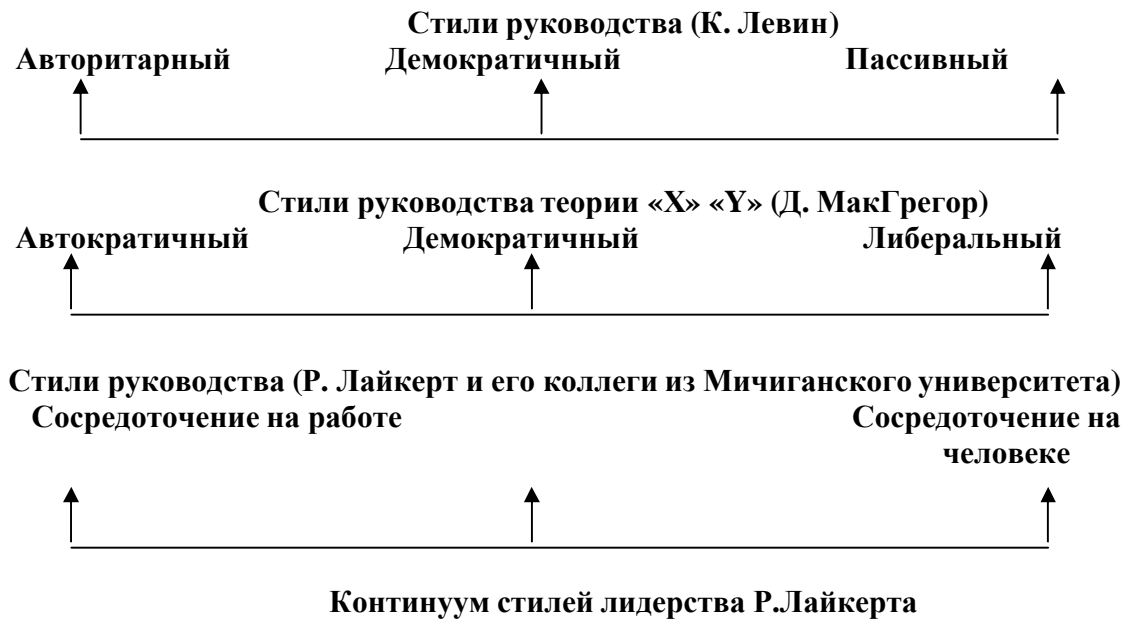 Стили руководства (К. Левин)
Авторитарный Демократичный Пассивный
Стили руководства теории «X» «Y» (Д. МакГрегор)
Автократичный Демократичный Либеральный
Стили руководства (Р. Лайкерт и его коллеги из Мичиганского университета)
Сосредоточение на работе Сосредоточение на
человеке
Континуум стилей лидерства Р.Лайкерта